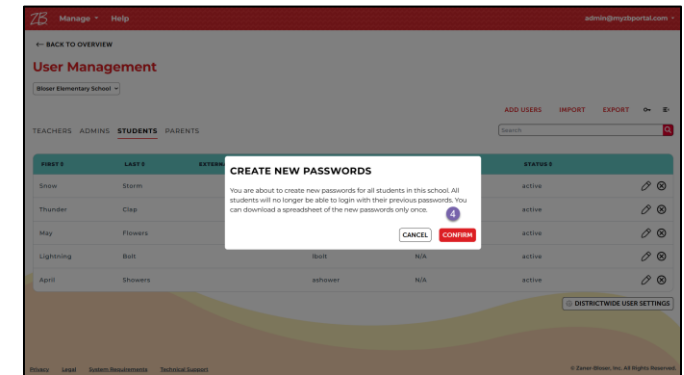 ZB Manage Help admin@myzbportal.com
← BACK TO OVERVIEW
User Management
Bloser Elementary School
ADD USERS IMPORT EXPORT
TEACHERS ADMINS STUDENTS PARENTS Search
FIRST LAST EXTERN STATUS
Snow Storm active
Thunder Clap active
May Flowers active
Lightning Bolt lbolt N/A active
April Showers ashower N/A active
CREATE NEW PASSWORDS
You are about to create new passwords for all students in this school. All
students will no longer be able to login with their previous passwords. You
can download a spreadsheet of the new passwords only once.
4
CANCEL CONFIRM
DISTRICTWIDE USER SETTINGS
Privacy Legal System Requirements Technical Support © Zaner-Bloser, Inc. All Rights Reserved.